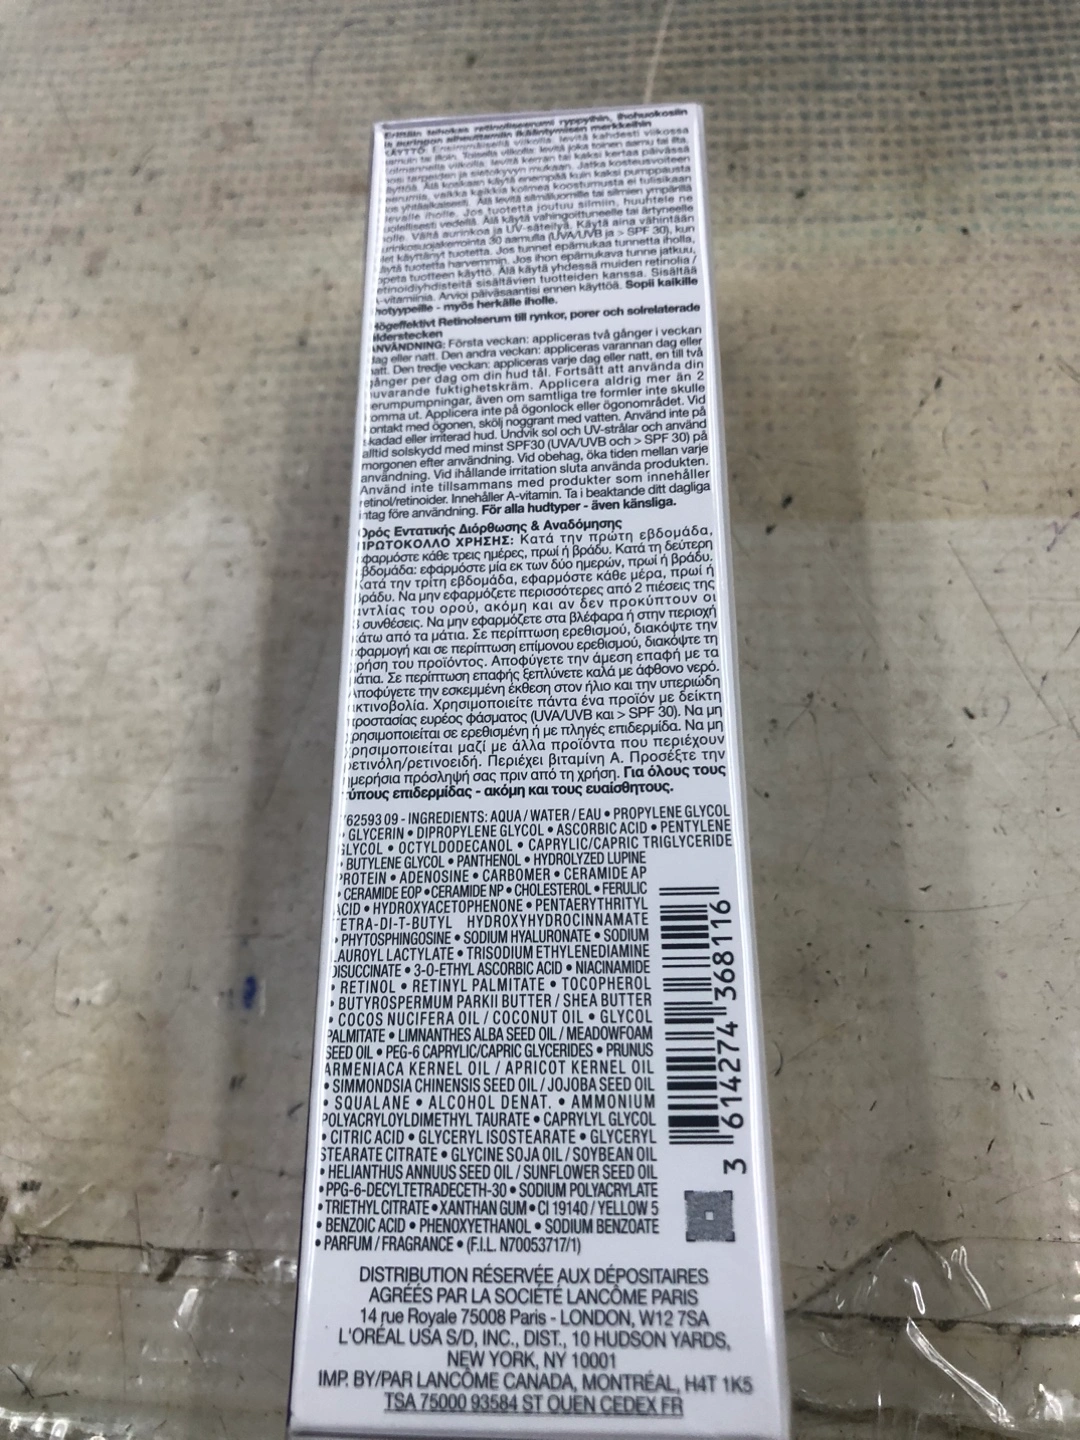 Erittäin tehokas retinoliseerumi ryppyihin, ihohuokosiin
ja auringon aiheuttamiin ikääntymisen merkkeihin
KÄYTTÖ: Ensimmäisellä viikolla: levitä kahdesti viikossa
aamuin tai illoin. Toisella viikolla: levitä joka toinen aamu tai ilta.
Kolmannella viikolla: levitä kerran tai kaksi kertaa päivässä
tarpeiden ja sietokyvyn mukaan. Jatka kosteusvoiteen
käyttöä. Älä koskaan käytä enempää kuin kaksi pumppausta
seerumia, vaikka kaikkia kolmea koostumusta ei tulisikaan
ulos yhtäaikaisesti. Älä levitä silmäluomille tai silmien ympärillä
olevalle iholle. Jos tuotetta joutuu silmiin, huuhtele ne
huolellisesti vedellä. Älä käytä vahingoittuneelle tai ärtyneelle
iholle. Vältä aurinkoa ja UV-säteilyä. Käytä aina vähintään
aurinkosuojakerrointa 30 aamulla (UVA/UVB ja > SPF 30), kun
olet käyttänyt tuotetta. Jos tunnet epämukaa tunnetta iholla,
käytä tuotetta harvemmin. Jos ihon epämukava tunne jatkuu,
lopeta tuotteen käyttö. Älä käytä yhdessä muiden retinolia /
retinoidiyhdisteitä sisältävien tuotteiden kanssa. Sisältää
A-vitamiinia. Arvioi päiväsaantisi ennen käyttöä. Sopii kaikille
ihotyypeille - myös herkälle iholle.
Högeffektivt Retinolserum till rynkor, porer och solrelaterade
ålderstecken
ANVÄNDNING: Första veckan: appliceras två gånger i veckan
dag eller natt. Den andra veckan: appliceras varannan dag eller
natt. Den tredje veckan: appliceras varje dag eller natt, en till två
gånger per dag om din hud tål. Fortsätt att använda din
nuvarande fuktighetskräm. Applicera aldrig mer än 2
serumpumpningar, även om samtliga tre formler inte skulle
komma ut. Applicera inte på ögonlock eller ögonområdet. Vid
kontakt med ögonen, skölj noggrant med vatten. Använd inte på
skadad eller irriterad hud. Undvik sol och UV-strålar och använd
alltid solskydd med minst SPF30 (UVA/UVB och > SPF 30) på
morgonen efter användning. Vid obehag, öka tiden mellan varje
användning. Vid ihållande irritation sluta använda produkten.
Använd inte tillsammans med produkter som innehåller
retinol/retinoider. Innehåller A-vitamin. Ta i beaktande ditt dagliga
intag före användning. För alla hudtyper - även känsliga.
Ορός Εντατικής Διόρθωσης & Αναδόμησης
ΠΡΩΤΟΚΟΛΛΟ ΧΡΗΣΗΣ: Κατά την πρώτη εβδομάδα,
εφαρμόστε κάθε τρεις ημέρες, πρωί ή βράδυ. Κατά τη δεύτερη
εβδομάδα: εφάρμόστε μία εκ των δύο ημερών, πρωί ή βράδυ.
Κατά την τρίτη εβδομάδα, εφαρμόστε κάθε μέρα, πρωί ή
βράδυ. Να μην εφαρμόζετε περισσότερες από 2 πιέσεις της
αντλίας του ορού, ακόμη και αν δεν προκύπτουν οι
3 συνθέσεις. Να μην εφαρμόζετε στα βλέφαρα ή στην περιοχή
κάτω από τα μάτια. Σε περίπτωση ερεθισμού, διακόψτε την
εφαρμογή και σε περίπτωση επίμονου ερεθισμού, διακόψτε τη
χρήση του προϊόντος. Αποφύγετε την άμεση επαφή με τα
μάτια. Σε περίπτωση επαφής ξεπλύνετε καλά με άφθονο νερό.
Αποφύγετε την εσκεμμένη έκθεση στον ήλιο και την υπεριώδη
ακτινοβολία. Χρησιμοποιείτε πάντα ένα προϊόν με δείκτη
προστασίας ευρέος φάσματος (UVA/UVB και > SPF 30). Να μη
χρησιμοποιείται σε ερεθισμένη ή με πληγές επιδερμίδα. Να μη
χρησιμοποιείται μαζί με άλλα προϊόντα που περιέχουν
ρετινόλη/ρετινοειδή. Περιέχει βιταμίνη Α. Προσέξτε την
ημερήσια πρόσληψή σας πριν από τη χρήση. Για όλους τους
τύπους επιδερμίδας - ακόμη και τους ευαίσθητους.
762593 09 - INGREDIENTS: AQUA / WATER / EAU • PROPYLENE GLYCOL
• GLYCERIN • DIPROPYLENE GLYCOL • ASCORBIC ACID • PENTYLENE
GLYCOL • OCTYLDODECANOL • CAPRYLIC/CAPRIC TRIGLYCERIDE
• BUTYLENE GLYCOL • PANTHENOL • HYDROLYZED LUPINE
PROTEIN • ADENOSINE • CARBOMER • CERAMIDE AP
• CERAMIDE EOP • CERAMIDE NP • CHOLESTEROL • FERULIC
ACID • HYDROXYACETOPHENONE • PENTAERYTHRITYL
TETRA-DI-T-BUTYL HYDROXYHYDROCINNAMATE
• PHYTOSPHINGOSINE • SODIUM HYALURONATE • SODIUM
LAUROYL LACTYLATE • TRISODIUM ETHYLENEDIAMINE
DISUCCINATE • 3-O-ETHYL ASCORBIC ACID • NIACINAMIDE
• RETINOL • RETINYL PALMITATE • TOCOPHEROL
• BUTYROSPERMUM PARKII BUTTER / SHEA BUTTER
• COCOS NUCIFERA OIL / COCONUT OIL • GLYCOL
PALMITATE • LIMNANTHES ALBA SEED OIL / MEADOWFOAM
SEED OIL • PEG-6 CAPRYLIC/CAPRIC GLYCERIDES • PRUNUS
ARMENIACA KERNEL OIL / APRICOT KERNEL OIL
• SIMMONDSIA CHINENSIS SEED OIL / JOJOBA SEED OIL
• SQUALANE • ALCOHOL DENAT. • AMMONIUM
POLYACRYLOYLDIMETHYL TAURATE • CAPRYLYL GLYCOL
• CITRIC ACID • GLYCERYL ISOSTEARATE • GLYCERYL
STEARATE CITRATE • GLYCINE SOJA OIL / SOYBEAN OIL
• HELIANTHUS ANNUUS SEED OIL / SUNFLOWER SEED OIL
• PPG-6-DECYLTETRADECETH-30 • SODIUM POLYACRYLATE
• TRIETHYL CITRATE • XANTHAN GUM • CI 19140 / YELLOW 5
• BENZOIC ACID • PHENOXYETHANOL • SODIUM BENZOATE
• PARFUM / FRAGRANCE • (F.I.L. N70053717/1)
3 614274 368116
DISTRIBUTION RÉSERVÉE AUX DÉPOSITAIRES
AGRÉÉS PAR LA SOCIÉTÉ LANCÔME PARIS
14 rue Royale 75008 Paris - LONDON, W12 7SA
L'ORÉAL USA S/D, INC., DIST., 10 HUDSON YARDS,
NEW YORK, NY 10001
IMP. BY/PAR LANCÔME CANADA, MONTRÉAL, H4T 1K5
TSA 75000 93584 ST OUEN CEDEX FR